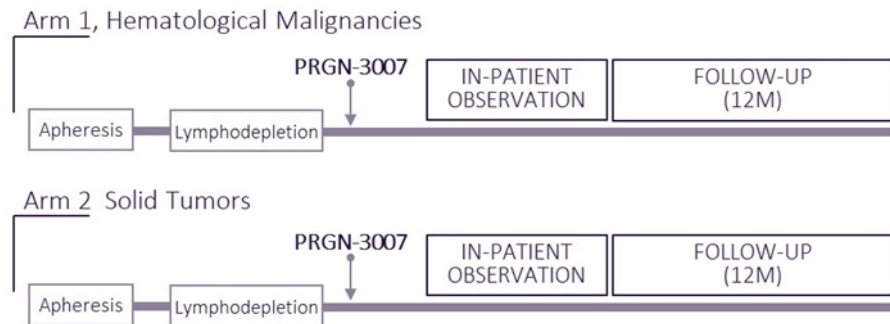 Arm 1, Hematological Malignancies
PRGN-3007
IN-PATIENT
OBSERVATION
FOLLOW-UP
(12M)
Apheresis
Lymphodepletion
Arm 2 Solid Tumors
PRGN-3007
IN-PATIENT
OBSERVATION
FOLLOW-UP
(12M)
Apheresis
Lymphodepletion